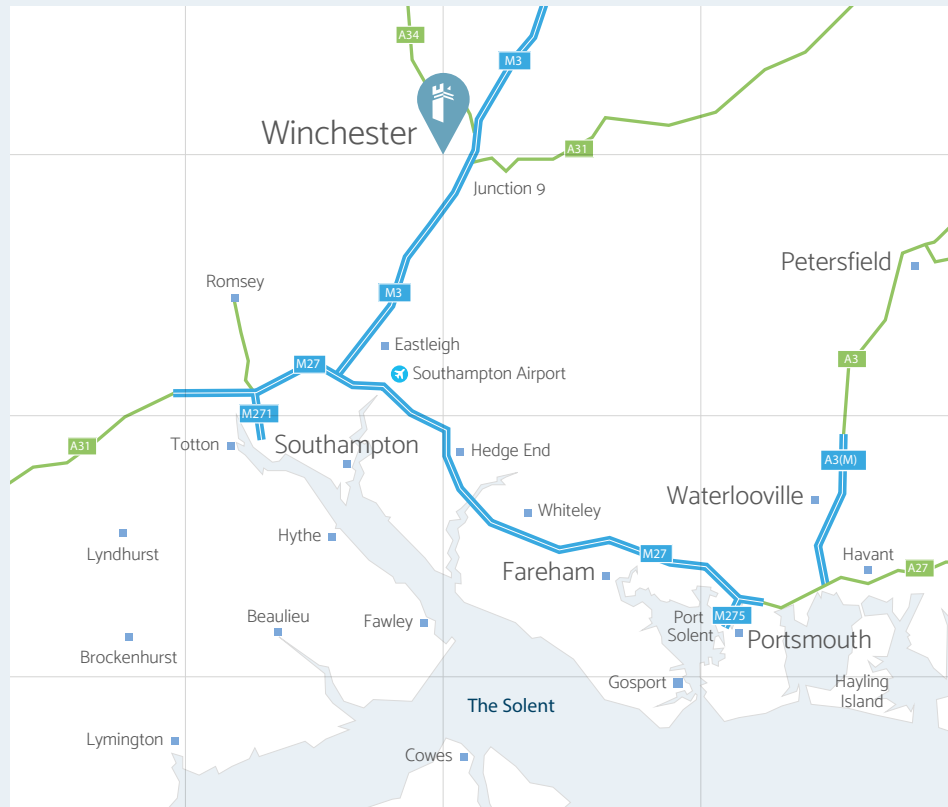 A34
M3
Winchester
A31
Junction 9
Petersfield
Romsey
M3
Eastleigh
A3
M27
Southampton Airport
M271
A31
Totton
Southampton
Hedge End
A3(M)
Waterlooville
Whiteley
Lyndhurst
Hythe
M27
Havant
Fareham
A27
Beaulieu
Fawley
Port
Solent
M275
Portsmouth
Brockenhurst
Gosport
Hayling
Island
The Solent
Lymington
Cowes